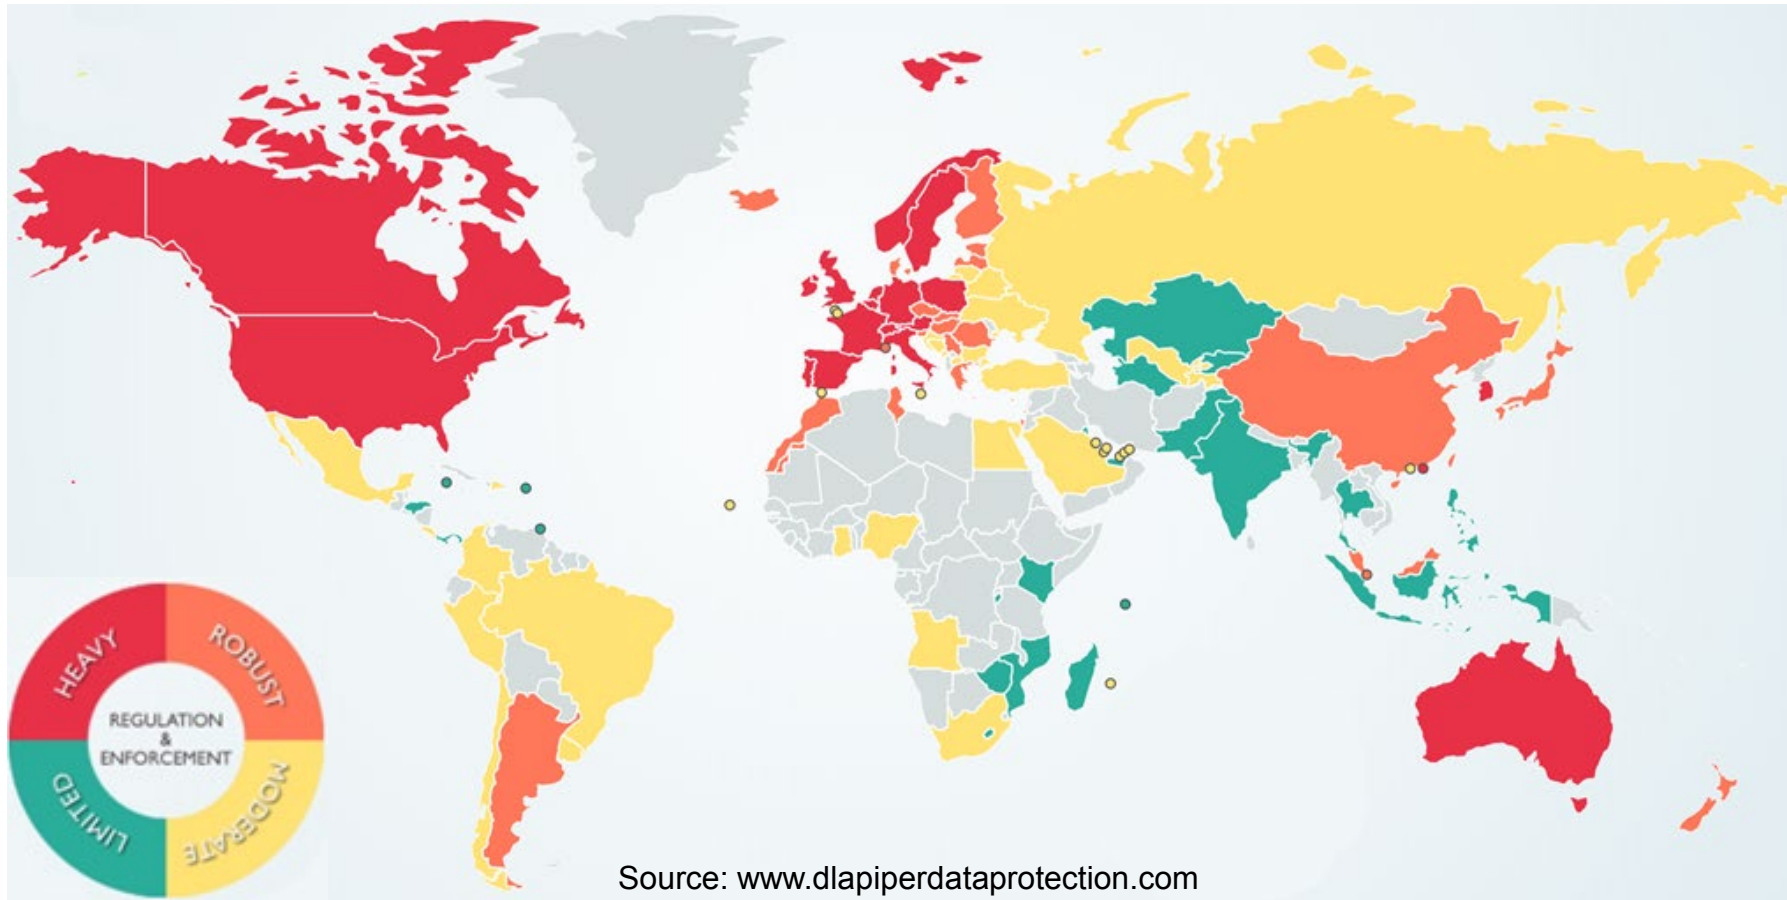 HEAVY
ROBUST
REGULATION
&
ENFORCEMENT
LIMITED
MODERATE
Source: www.dlapiperdataprotection.com